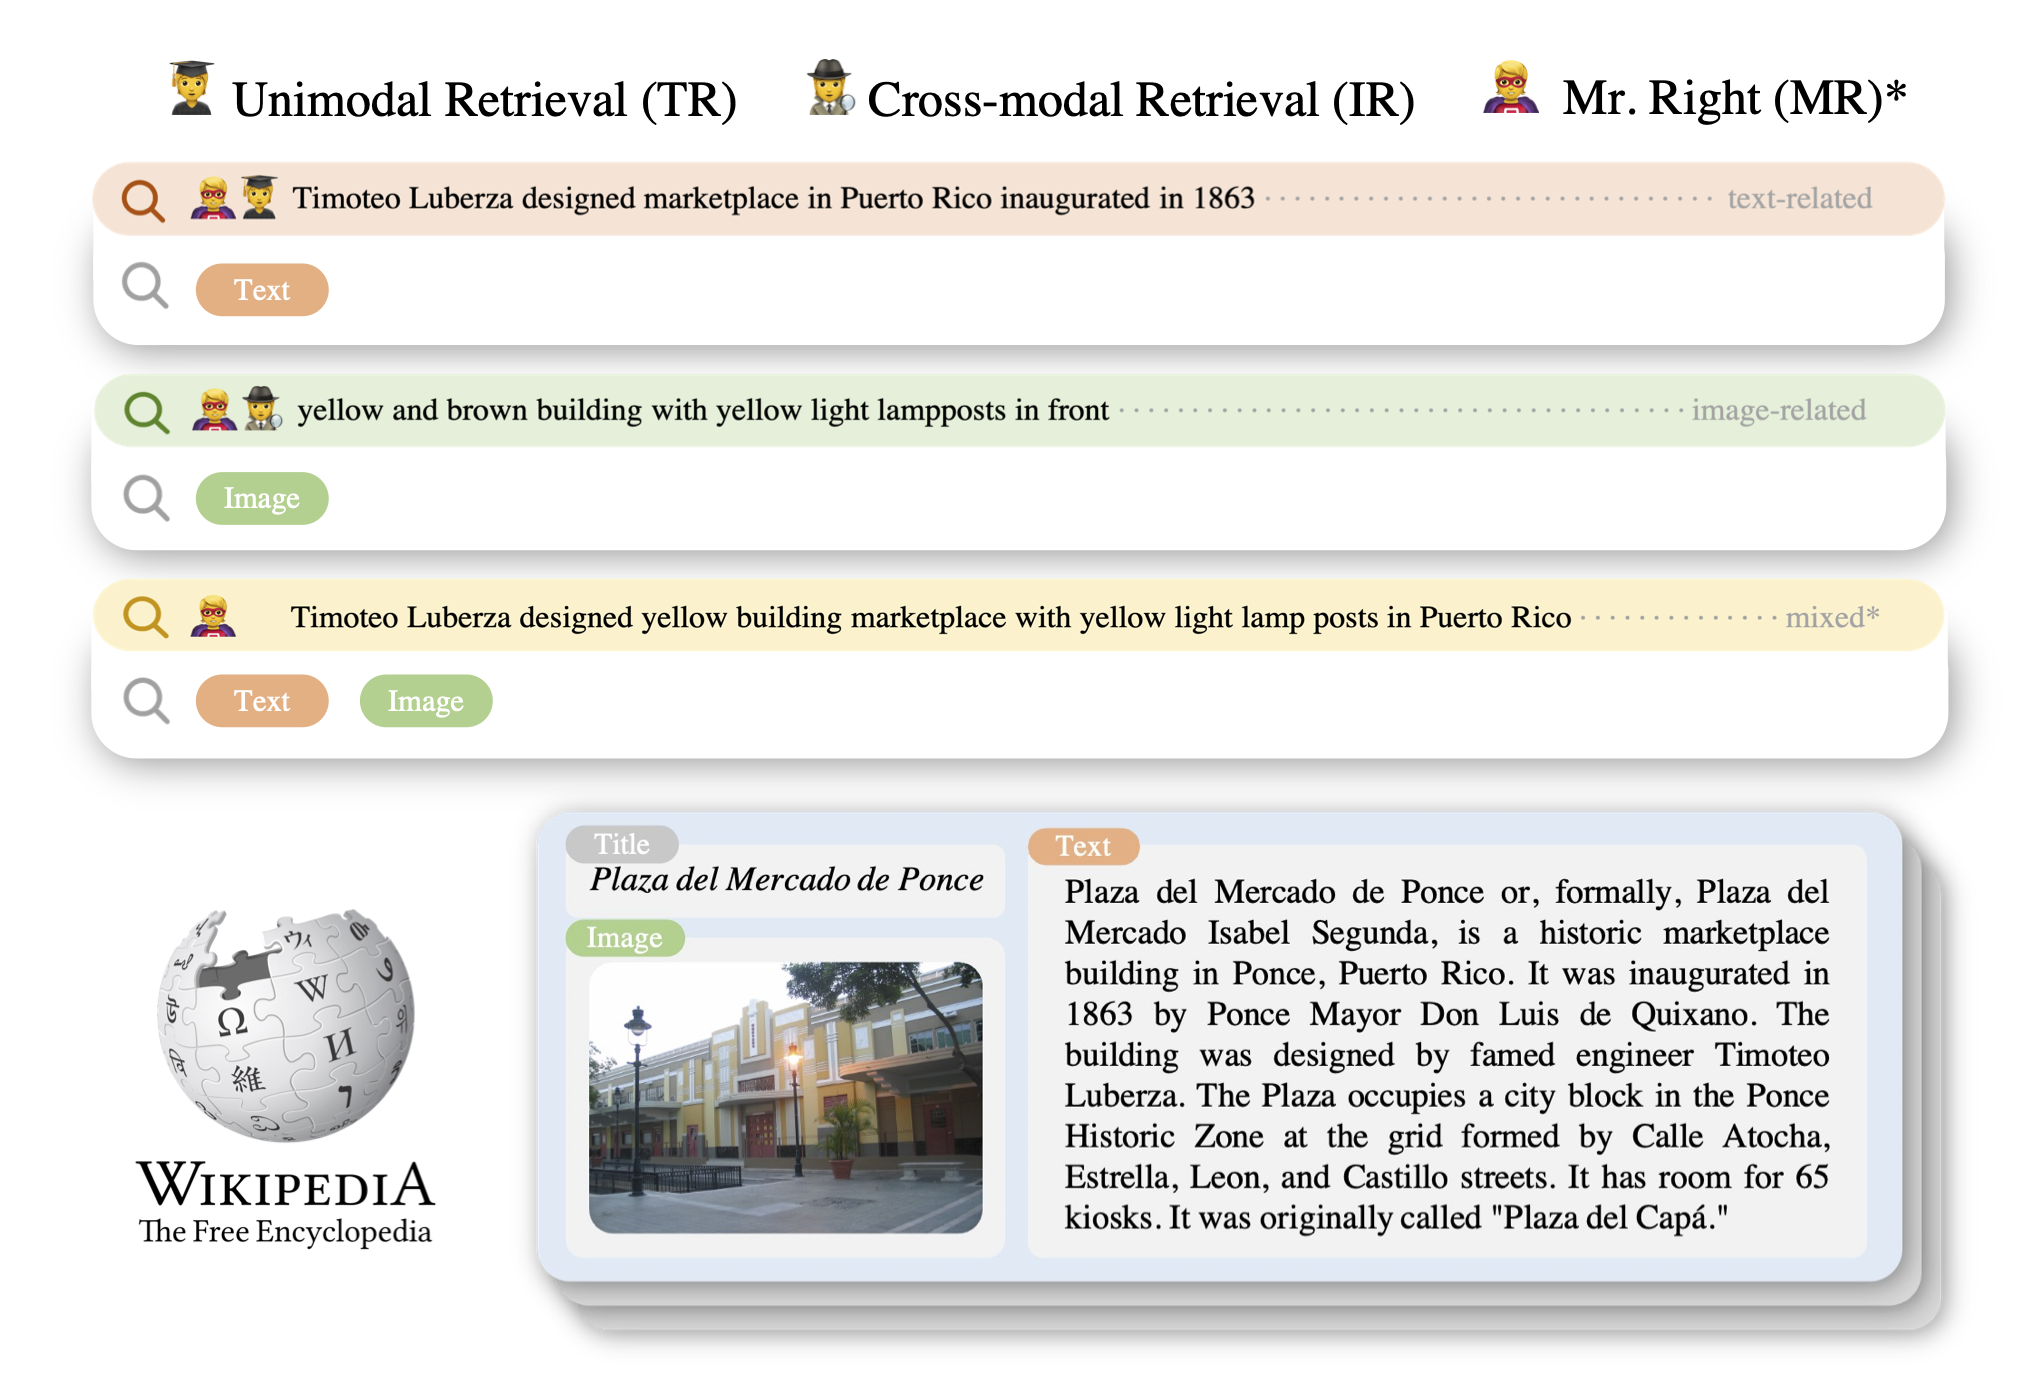 Unimodal Retrieval (TR) Cross-modal Retrieval (IR) Mr. Right (MR)*
Timoteo Luberza designed marketplace in Puerto Rico inaugurated in 1863 text-related
Text
yellow and brown building with yellow light lampposts in front image-related
Image
Timoteo Luberza designed yellow building marketplace with yellow light lamp posts in Puerto Rico mixed*
Text Image
Title
Plaza del Mercado de Ponce
Image
Text
Plaza del Mercado de Ponce or, formally, Plaza del
Mercado Isabel Segunda, is a historic marketplace
building in Ponce, Puerto Rico. It was inaugurated in
1863 by Ponce Mayor Don Luis de Quixano. The
building was designed by famed engineer Timoteo
Luberza. The Plaza occupies a city block in the Ponce
Historic Zone at the grid formed by Calle Atocha,
Estrella, Leon, and Castillo streets. It has room for 65
kiosks. It was originally called "Plaza del Capá."
Ω W И 維 ウィ
WIKIPEDIA
The Free Encyclopedia